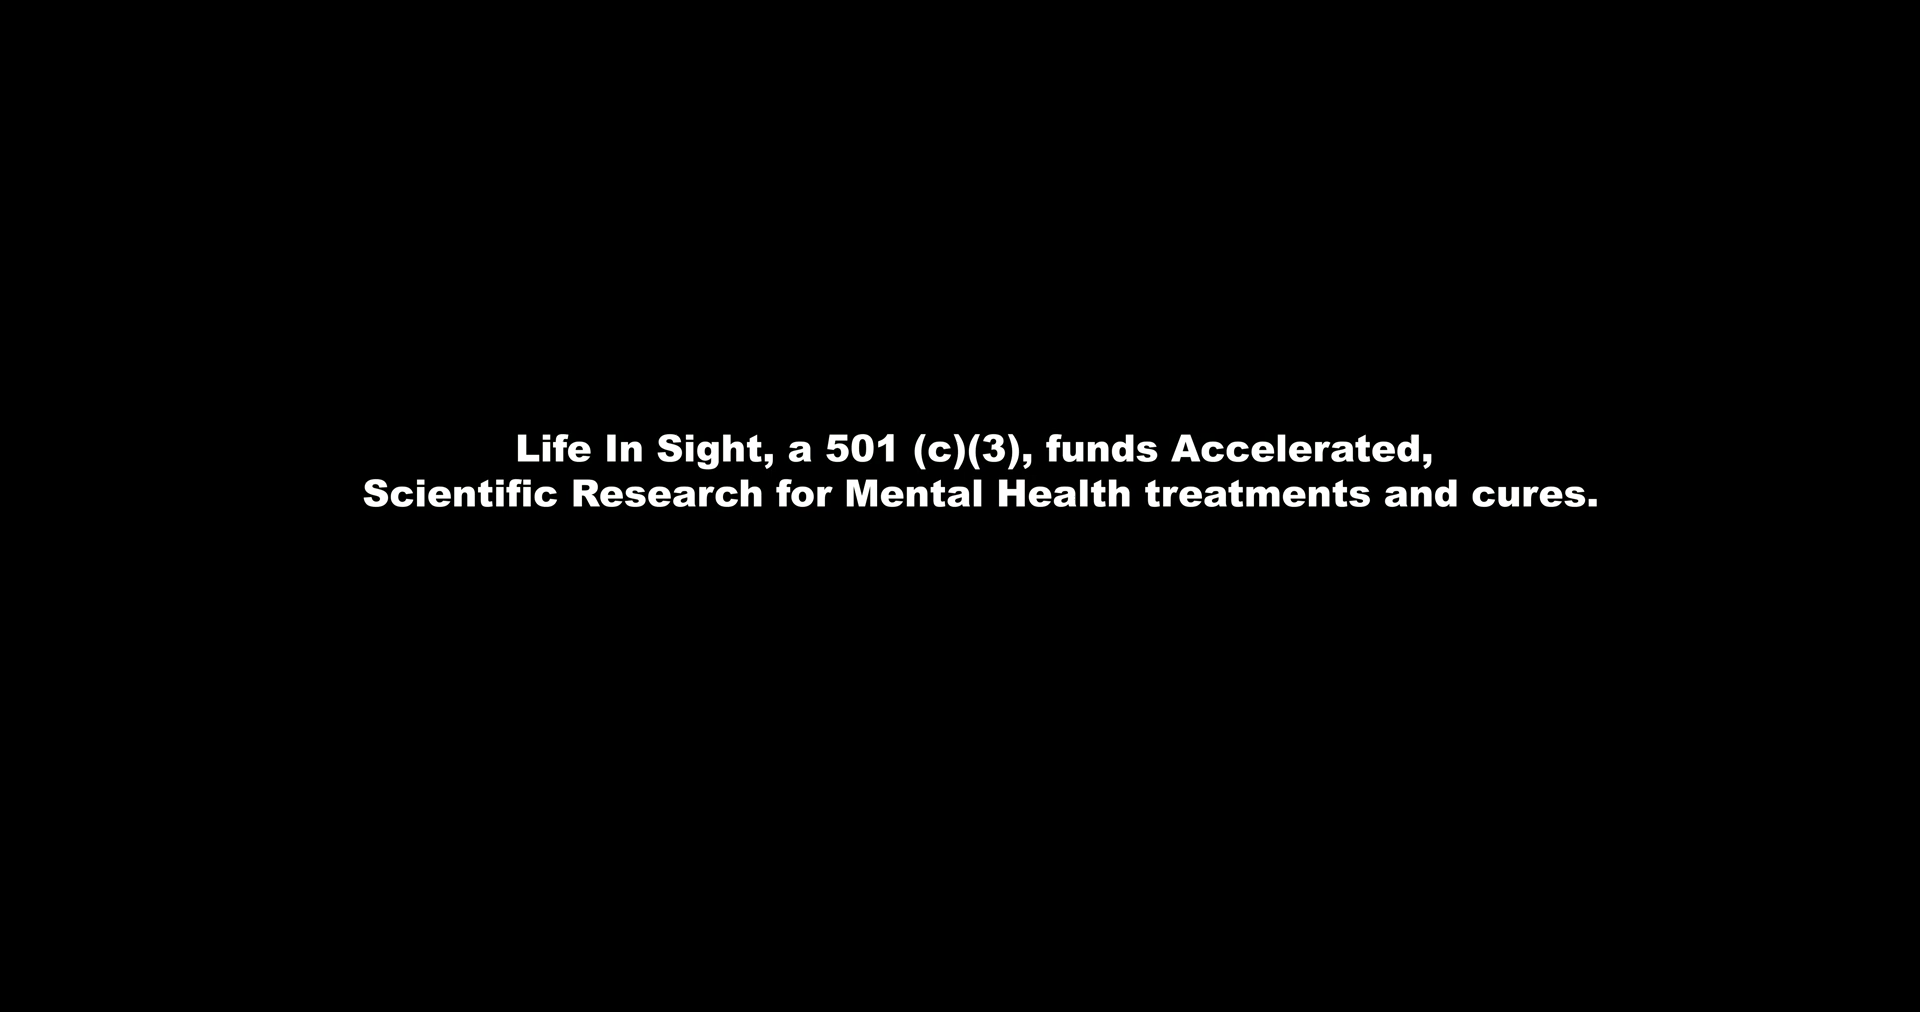 Life In Sight, a 501 (c)(3), funds Accelerated,
Scientific Research for Mental Health treatments and cures.